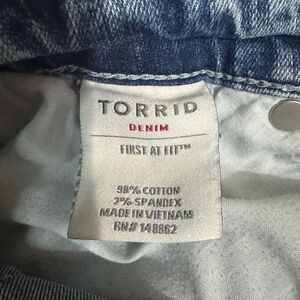 TORRID
DENIM
FIRST AT FIT™
98% COTTON
2% SPANDEX
MADE IN VIETNAM
RN# 148862